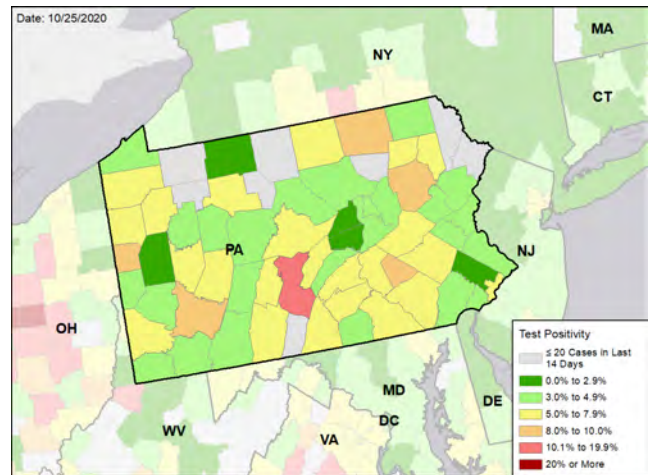 Date: 10/25/2020
MA
NY
CT
PA
NJ
OH
MD
DE
WV
DC
VA
Test Positivity
≤ 20 Cases in Last
14 Days
0.0% to 2.9%
3.0% to 4.9%
5.0% to 7.9%
8.0% to 10.0%
10.1% to 19.9%
20% or More